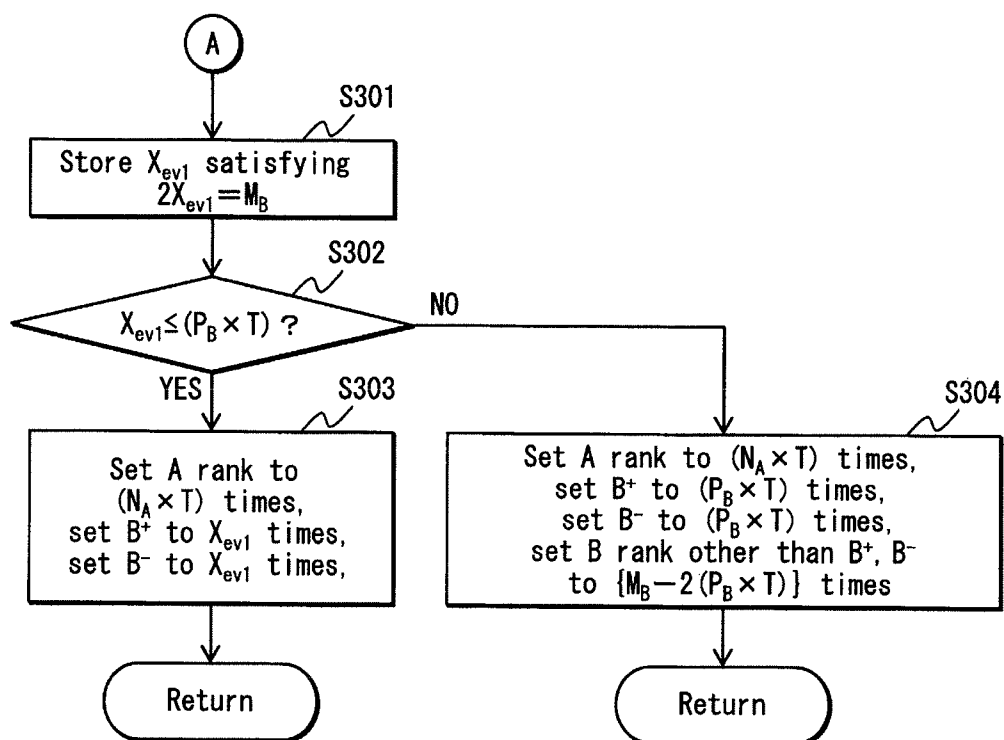 A
S301
Store X_ev1 satisfying
2X_ev1＝M_B
S302
X_ev1≤(P_B×T) ?
NO
YES
S303
S304
Set A rank to
(N_A×T) times,
set B⁺ to X_ev1 times,
set B⁻ to X_ev1 times,
Set A rank to (N_A×T) times,
set B⁺ to (P_B×T) times,
set B⁻ to (P_B×T) times,
set B rank other than B⁺, B⁻
to {M_B－2(P_B×T)} times
Return
Return